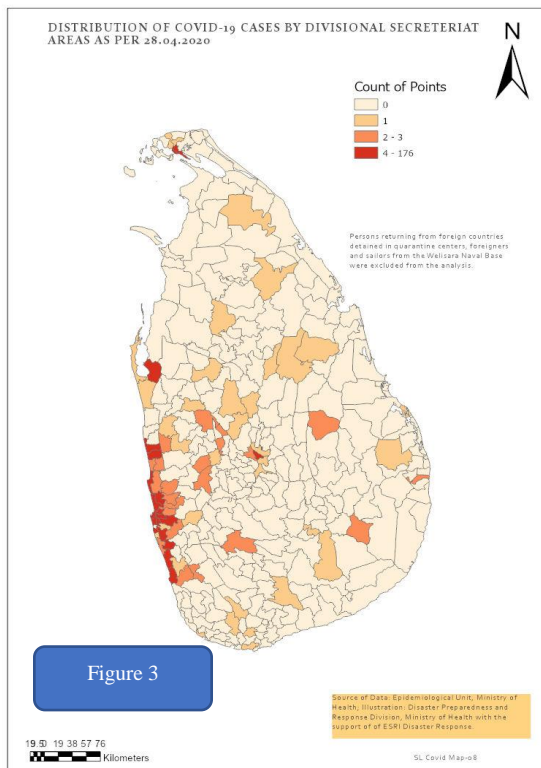 DISTRIBUTION OF COVID-19 CASES BY DIVISIONAL SECRETERIAT
AREAS AS PER 28.04.2020
N
Count of Points
0
1
2 - 3
4 - 176
Persons returning from foreign countries
detained in quarantine centers, foreigners
and sailors from the Welisara Naval Base
were excluded from the analysis.
Figure 3
Source of Data: Epidemiological Unit, Ministry of
Health; Illustration: Disaster Preparedness and
Response Division, Ministry of Health with the
support of of ESRI Disaster Response.
19 38 57 76
Kilometers
SL Covid Map-08